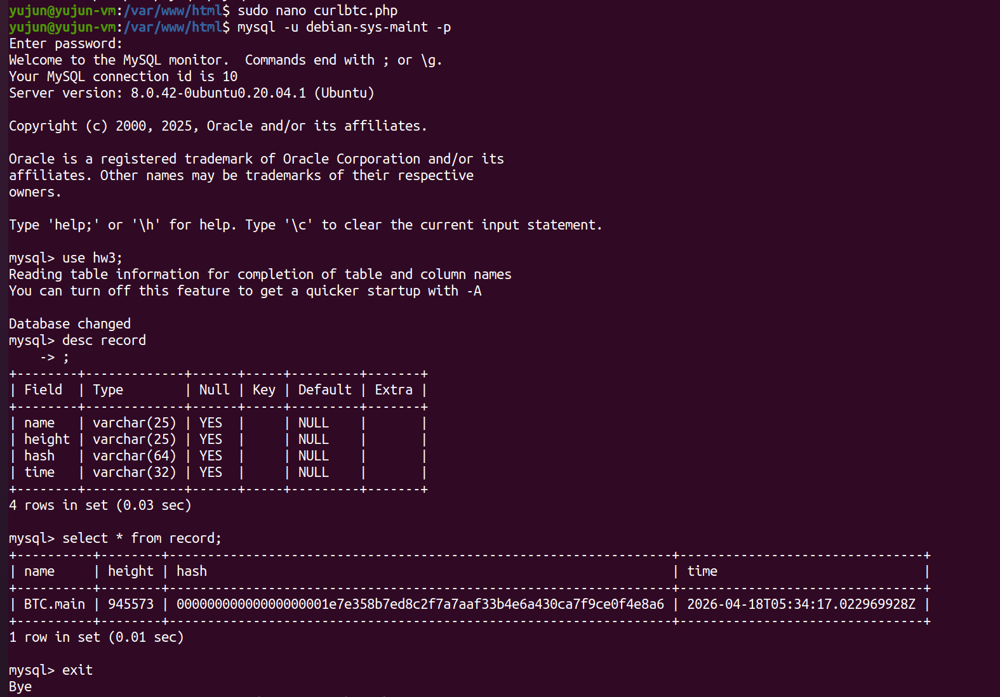 yujun@yujun-vm:/var/www/html$ sudo nano curlbtc.php
yujun@yujun-vm:/var/www/html$ mysql -u debian-sys-maint -p
Enter password:
Welcome to the MySQL monitor.  Commands end with ; or \g.
Your MySQL connection id is 10
Server version: 8.0.42-0ubuntu0.20.04.1 (Ubuntu)

Copyright (c) 2000, 2025, Oracle and/or its affiliates.

Oracle is a registered trademark of Oracle Corporation and/or its
affiliates. Other names may be trademarks of their respective
owners.

Type 'help;' or '\h' for help. Type '\c' to clear the current input statement.

mysql> use hw3;
Reading table information for completion of table and column names
You can turn off this feature to get a quicker startup with -A

Database changed
mysql> desc record
    -> ;
+--------+-------------+------+-----+---------+-------+
| Field  | Type        | Null | Key | Default | Extra |
+--------+-------------+------+-----+---------+-------+
| name   | varchar(25) | YES  |     | NULL    |       |
| height | varchar(25) | YES  |     | NULL    |       |
| hash   | varchar(64) | YES  |     | NULL    |       |
| time   | varchar(32) | YES  |     | NULL    |       |
+--------+-------------+------+-----+---------+-------+
4 rows in set (0.03 sec)

mysql> select * from record;
+----------+--------+------------------------------------------------------------------+--------------------------------+
| name     | height | hash                                                             | time                           |
+----------+--------+------------------------------------------------------------------+--------------------------------+
| BTC.main | 945573 | 00000000000000000001e7e358b7ed8c2f7a7aaf33b4e6a430ca7f9ce0f4e8a6 | 2026-04-18T05:34:17.022969928Z |
+----------+--------+------------------------------------------------------------------+--------------------------------+
1 row in set (0.01 sec)

mysql> exit
Bye